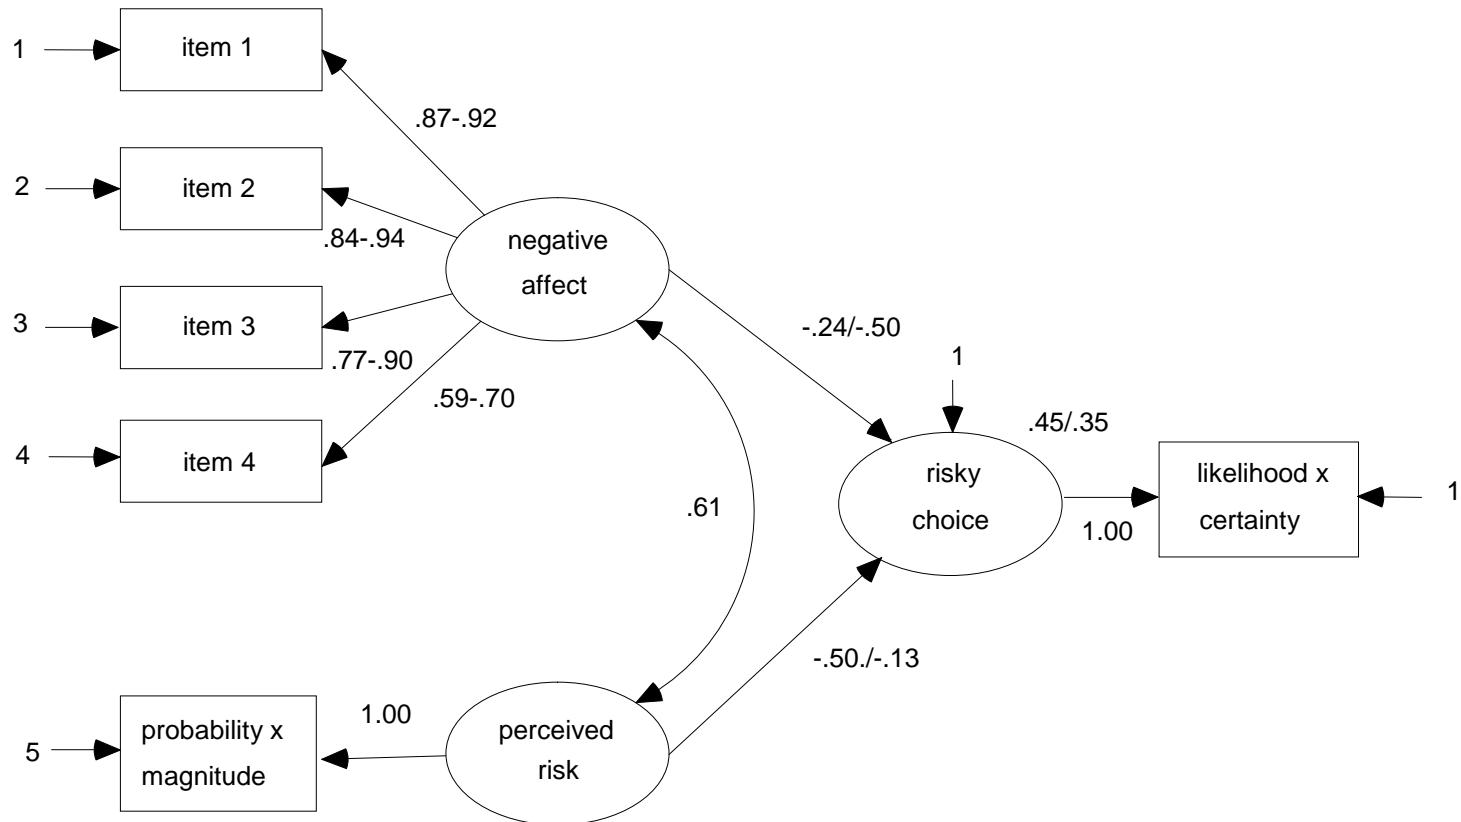 1
item 1
.87-.92
2
item 2
.84-.94
negative
affect
3
item 3
.77-.90
-.24/-.50
1
.59-.70
.45/.35
4
item 4
risky
choice
likelihood x
certainty
1
.61
1.00
-.50./-.13
5
probability x
magnitude
1.00
perceived
risk